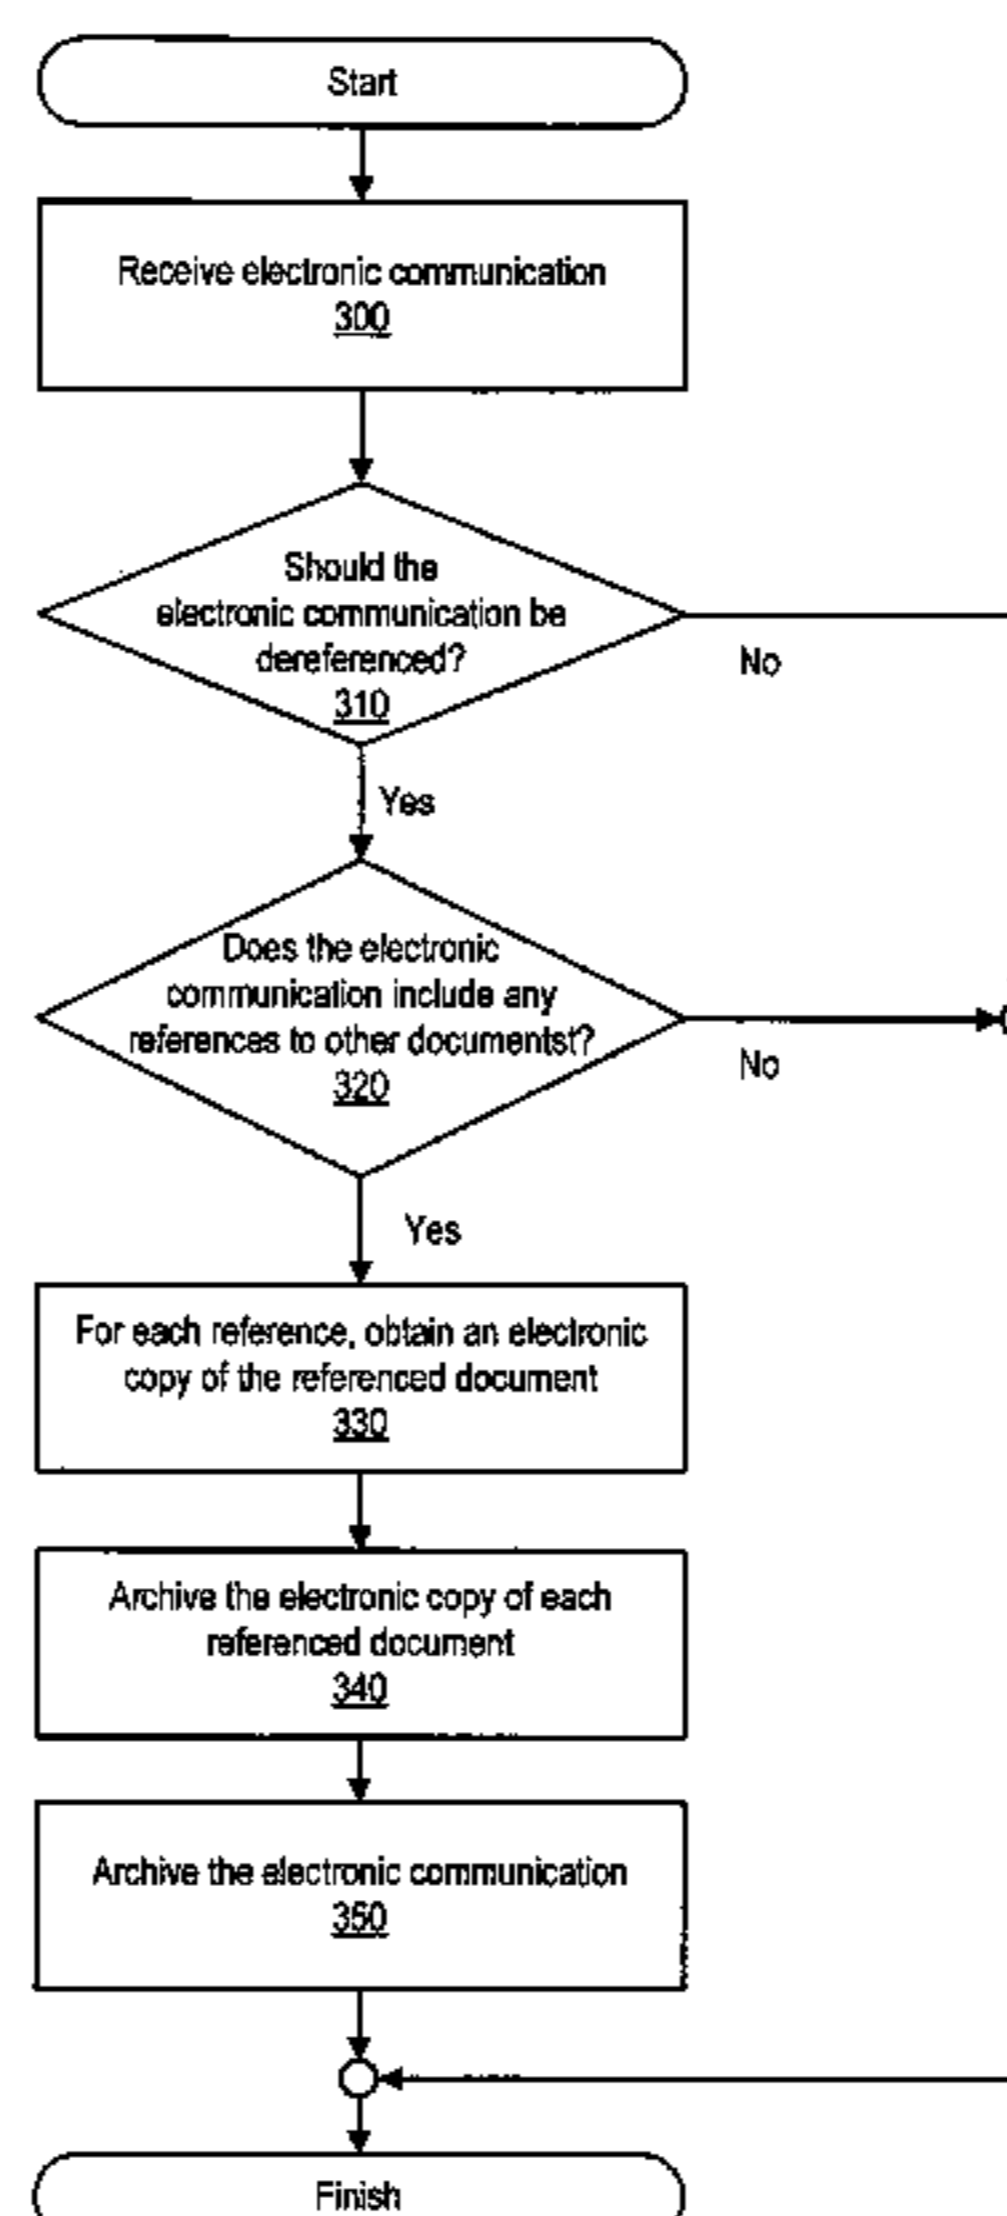 Start
Receive electronic communication
300
Should the
electronic communication be
dereferenced?
310
No
Yes
Does the electronic
communication include any
references to other documentst?
320
No
Yes
For each reference, obtain an electronic
copy of the referenced document
330
Archive the electronic copy of each
referenced document
340
Archive the electronic communication
350
Finish